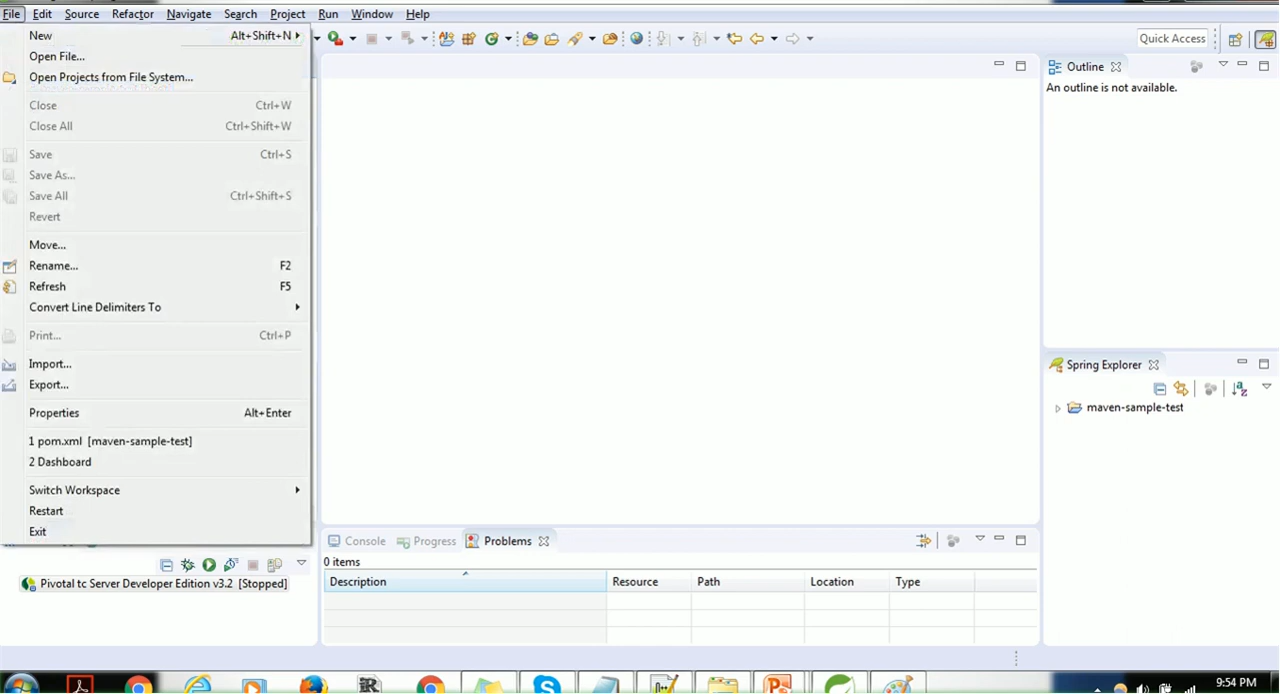 File Edit Source Refactor Navigate Search Project Run Window Help
New Alt+Shift+N
Open File...
Open Projects from File System...
Close Ctrl+W
Close All Ctrl+Shift+W
Save Ctrl+S
Save As...
Save All Ctrl+Shift+S
Revert
Move...
Rename... F2
Refresh F5
Convert Line Delimiters To
Print... Ctrl+P
Import...
Export...
Properties Alt+Enter
1 pom.xml [maven-sample-test]
2 Dashboard
Switch Workspace
Restart
Exit
Pivotal tc Server Developer Edition v3.2 [Stopped]
Quick Access
Outline
An outline is not available.
Spring Explorer
maven-sample-test
Console Progress Problems
0 items
Description Resource Path Location Type
9:54 PM